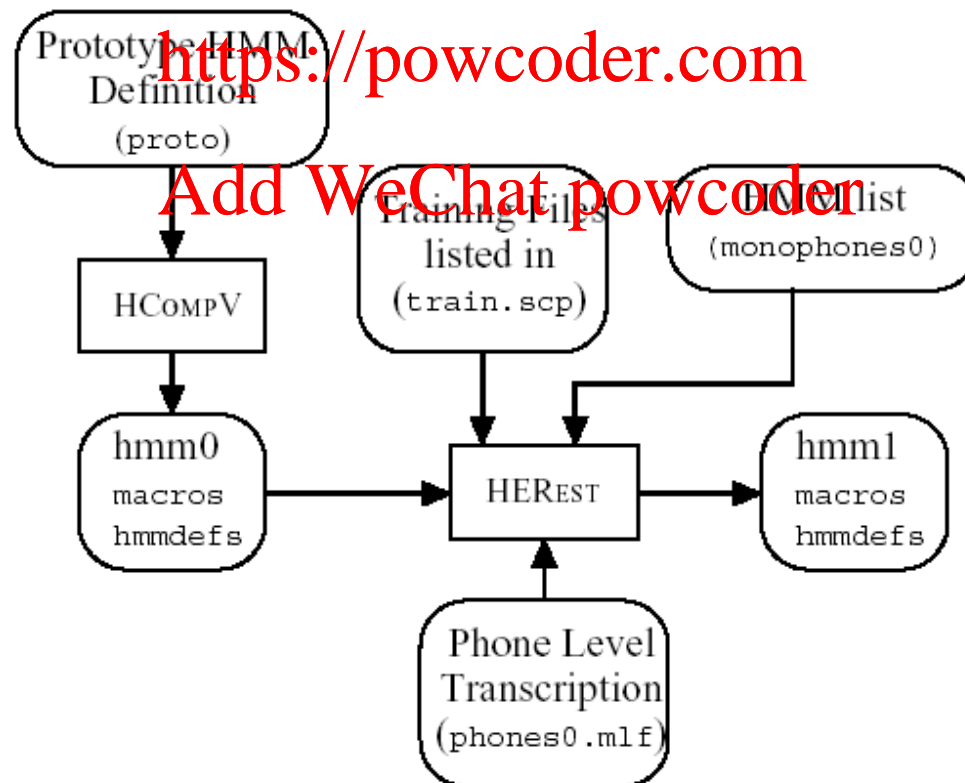 Prototype HMM
Definition
(proto)
https://powcoder.com
Add WeChat powcoder
Training Files
listed in
(train.scp)
HMM list
(monophones0)
HCOMPV
hmm0
macros
hmmdefs
HEREST
hmm1
macros
hmmdefs
Phone Level
Transcription
(phones0.mlf)